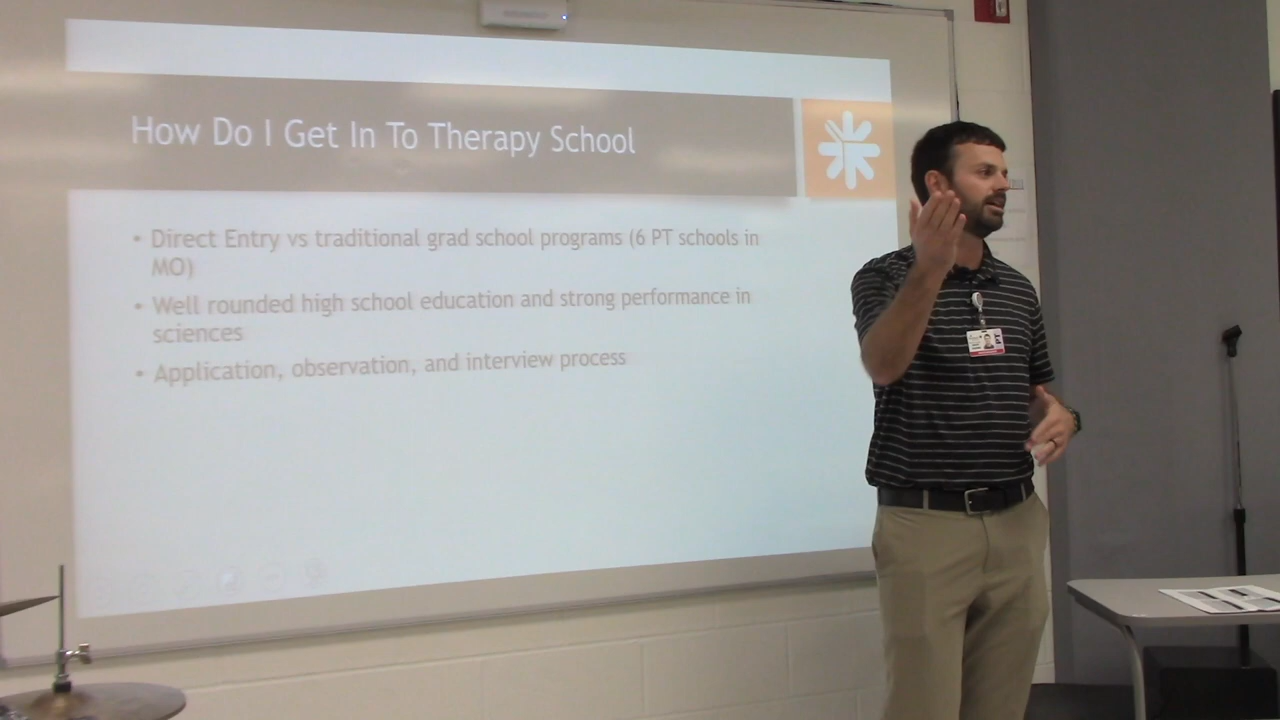 How Do I Get In To Therapy School
• Direct Entry vs traditional grad school programs (6 PT schools in
MO)
• Well rounded high school education and strong performance in
sciences
• Application, observation, and interview process
PT